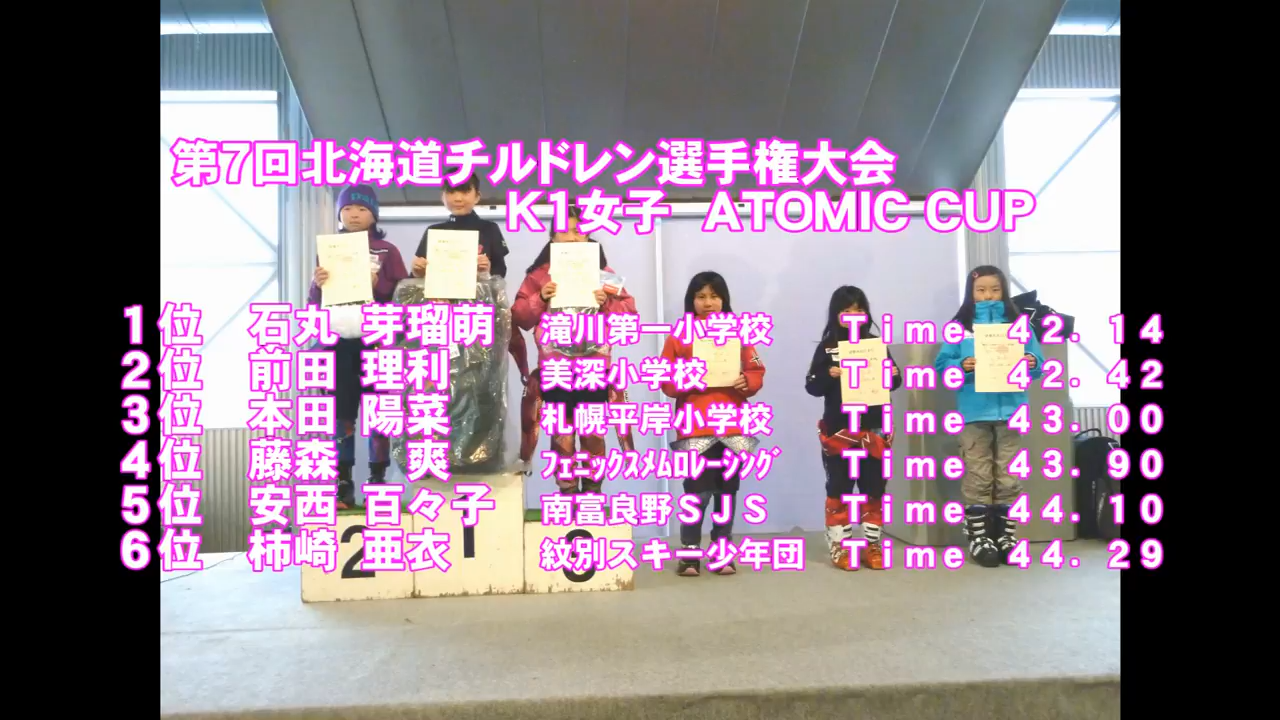 第7回北海道チルドレン選手権大会
K1女子　ATOMIC CUP
１位　石丸　芽瑠萌　滝川第一小学校　Ｔｉｍｅ　４２．１４
２位　前田　理利　美深小学校　Ｔｉｍｅ　４２．４２
３位　本田　陽菜　札幌平岸小学校　Ｔｉｍｅ　４３．００
４位　藤森　爽　ﾌｪﾆｯｸｽﾒﾑﾛﾚｰｼﾝｸﾞ　Ｔｉｍｅ　４３．９０
５位　安西　百々子　南富良野ＳＪＳ　Ｔｉｍｅ　４４．１０
６位　柿崎　亜衣　紋別スキー少年団　Ｔｉｍｅ　４４．２９
2 1 3